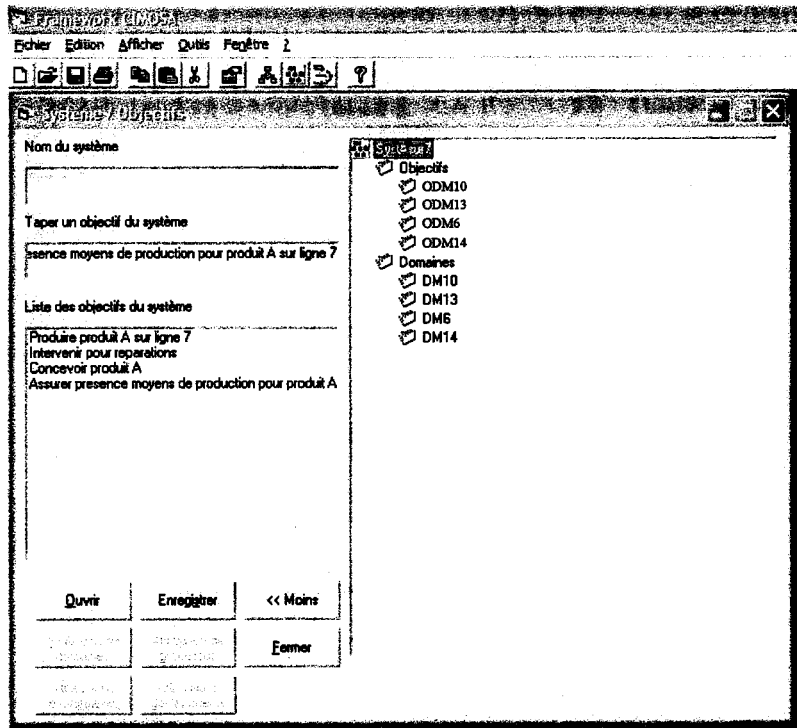 Framework CIMOSA
Fichier Edition Afficher Outils Fenêtre ?
Système / Objectifs
Nom du système
Taper un objectif du système
esence moyens de production pour produit A sur ligne 7
Liste des objectifs du système
Produire produit A sur ligne 7
Intervenir pour reparations
Concevoir produit A
Assurer presence moyens de production pour produit A
Ouvrir
Enregistrer
<< Moins
Fermer
Objectifs
ODM10
ODM13
ODM6
ODM14
Domaines
DM10
DM13
DM6
DM14